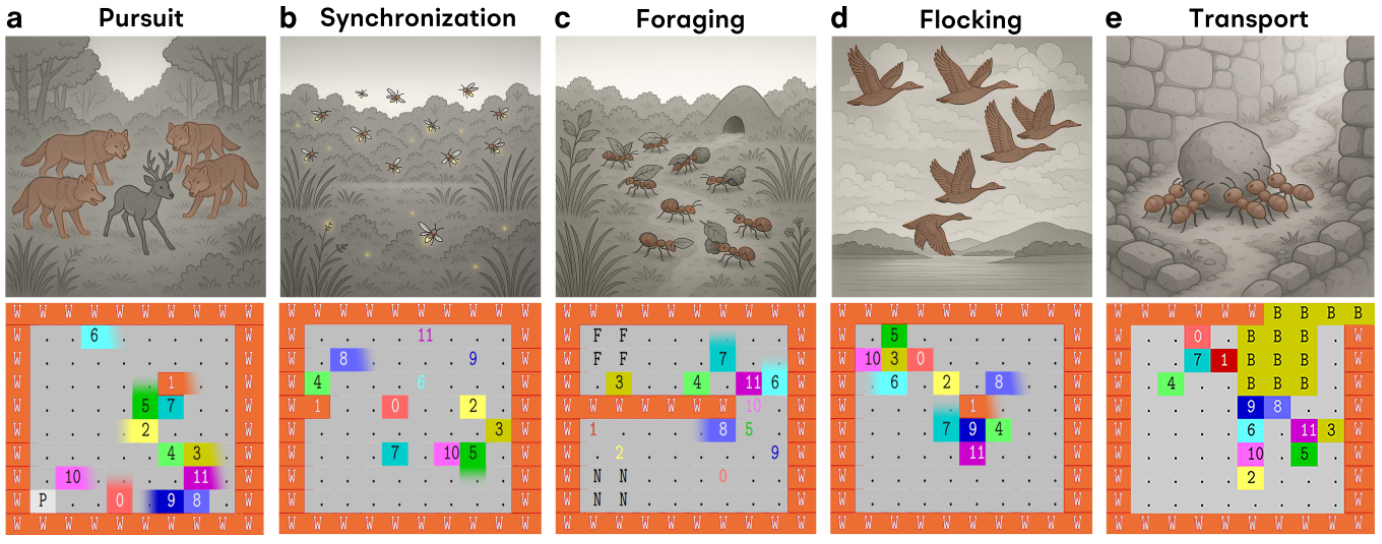 a Pursuit
b Synchronization
c Foraging
d Flocking
e Transport
W W W W W W W W W W
W . . 6 . . . . . W
W . . . . . . . . W
W . . . . . 1 . . W
W . . . . 5 7 . . W
W . . . . 2 . . . W
W . . . . . 4 3 . W
W . 10 . . . . 11 . W
W P . . 0 . 9 8 . W
W W W W W W W W W W
W W W W W W W W W W
W . . . . 11 . . . W
W . 8 . . . . 9 . W
W 4 . . . 6 . . . W
W 1 . . 0 . . 2 . W
W . . . . . . . 3 W
W . . . 7 . 10 5 . W
W . . . . . . . . W
W . . . . . . . . W
W W W W W W W W W W
W W W W W W W W W W
W F F . . . . . . W
W F F . . . 7 . . W
W . 3 . . 4 . 11 6 W
W W W W W W W 10 . W
W 1 . . . . 8 5 . W
W . 2 . . . . . 9 W
W N N . . . 0 . . W
W N N . . . . . . W
W W W W W W W W W W
W W W W W W W W W W
W . 5 . . . . . . W
W 10 3 0 . . . . . W
W . 6 . 2 . 8 . . W
W . . . . 1 . . . W
W . . . 7 9 4 . . W
W . . . . 11 . . . W
W . . . . . . . . W
W . . . . . . . . W
W W W W W W W W W W
W W W W W W B B B B
W . . 0 . B B B . W
W . . 7 1 B B B . W
W . 4 . . B B B . W
W . . . . 9 8 . . W
W . . . . 6 . 11 3 W
W . . . . 10 . 5 . W
W . . . . 2 . . . W
W . . . . . . . . W
W W W W W W W W W W